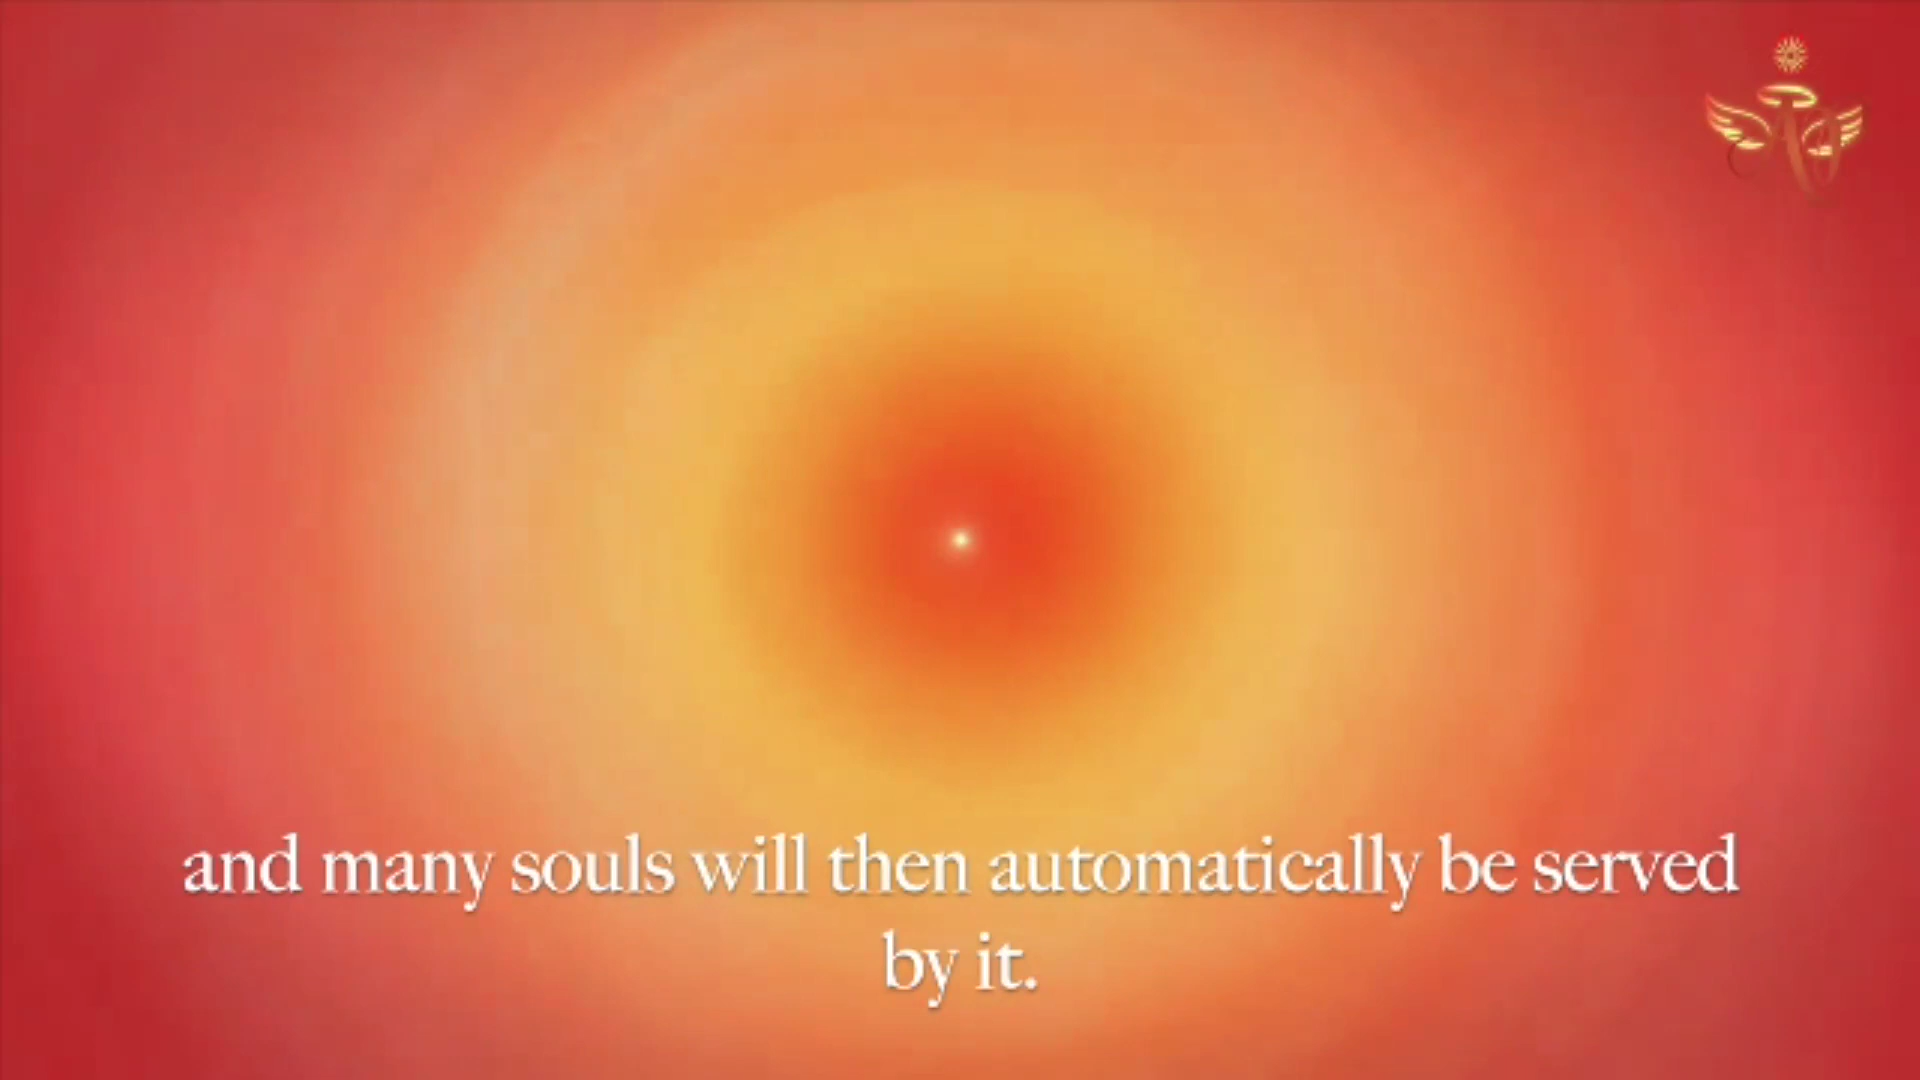 and many souls will then automatically be served
by it.